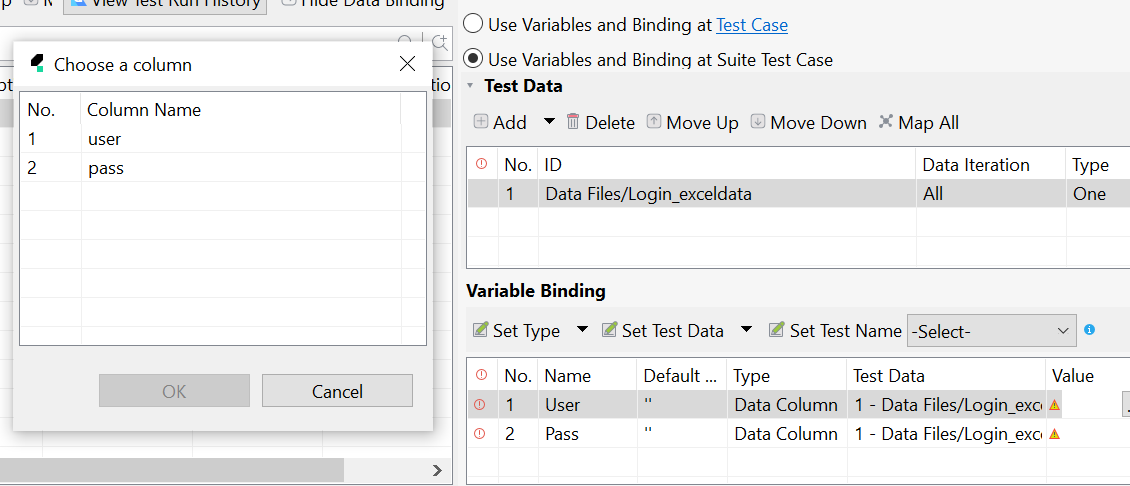 View Test Run History
Hide Data Binding
Choose a column
No. Column Name
1 user
2 pass
OK Cancel
Use Variables and Binding at Test Case
Use Variables and Binding at Suite Test Case
Test Data
Add Delete Move Up Move Down Map All
No. ID Data Iteration Type
1 Data Files/Login_exceldata All One
Variable Binding
Set Type Set Test Data Set Test Name -Select-
No. Name Default ... Type Test Data Value
1 User '' Data Column 1 - Data Files/Login_exc
2 Pass '' Data Column 1 - Data Files/Login_exc